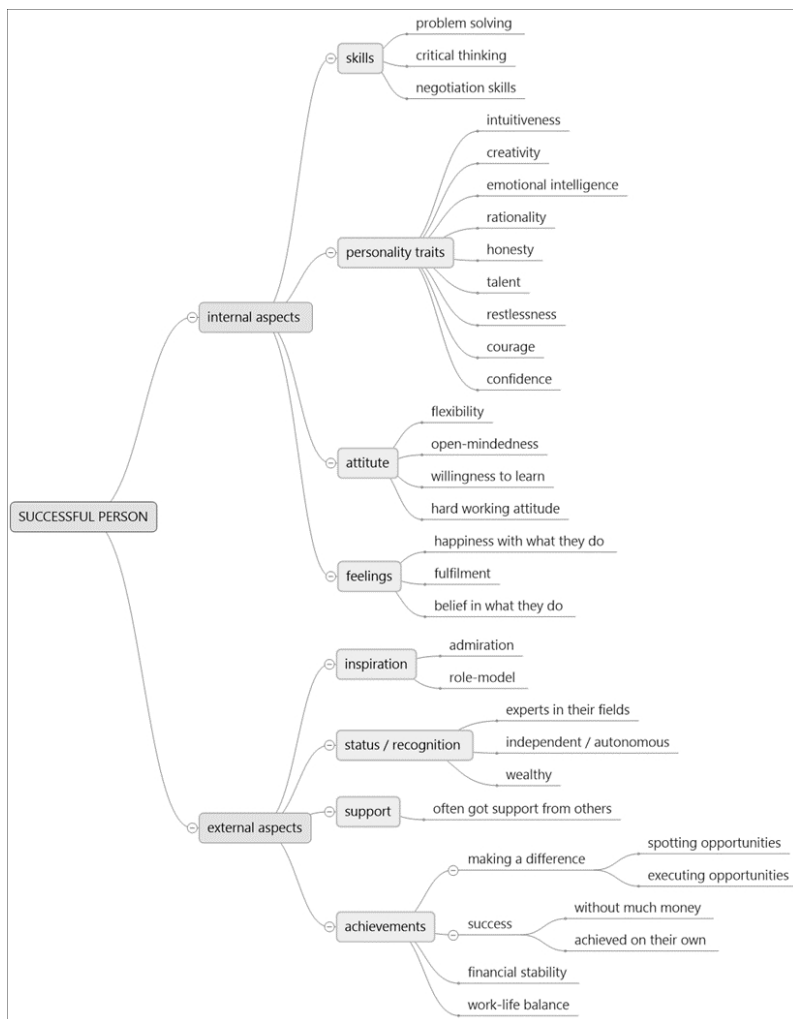 problem solving
skills
critical thinking
negotiation skills
intuitiveness
creativity
emotional intelligence
rationality
personality traits
honesty
talent
restlessness
internal aspects
courage
confidence
flexibility
open-mindedness
attitute
willingness to learn
hard working attitude
SUCCESSFUL PERSON
happiness with what they do
feelings
fulfilment
belief in what they do
admiration
inspiration
role-model
experts in their fields
status / recognition
independent / autonomous
wealthy
support
often got support from others
external aspects
spotting opportunities
making a difference
executing opportunities
without much money
achievements
success
achieved on their own
financial stability
work-life balance